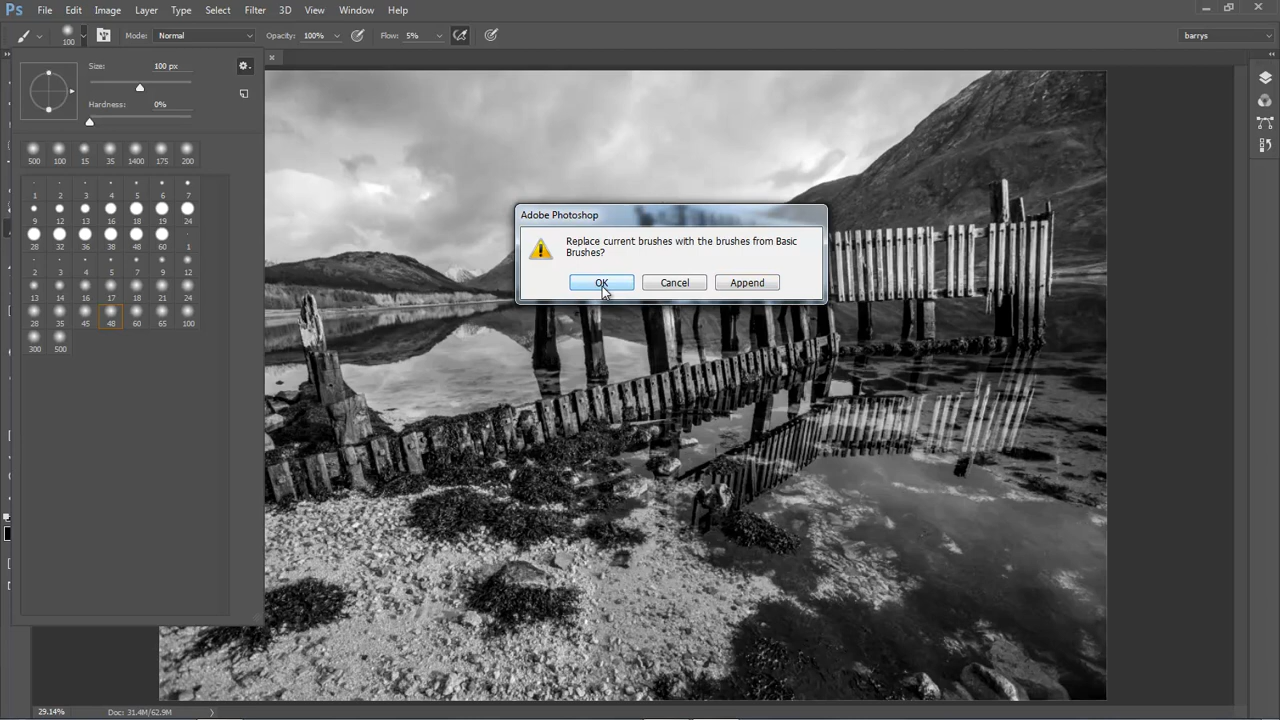 Ps File Edit Image Layer Type Select Filter 3D View Window Help
100 Mode: Normal Opacity: 100% Flow: 5% barrys
Size: 100 px
Hardness: 0%
500 100 15 35 1400 175 200
1 2 3 4 5 6 7
9 12 13 16 18 19 24
28 32 36 38 48 60 1
2 3 4 5 7 9 12
13 14 16 17 18 21 24
28 35 45 48 60 65 100
300 500
Adobe Photoshop
Replace current brushes with the brushes from Basic
Brushes?
OK Cancel Append
29.14% Doc: 31.4M/62.9M